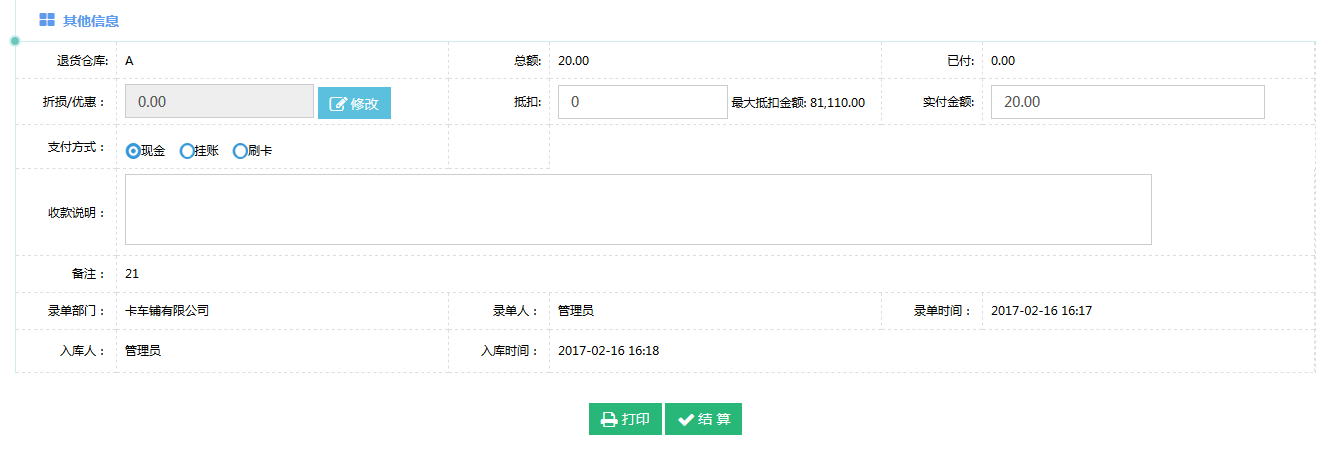 其他信息
退货仓库: A 总额: 20.00 已付: 0.00
折损/优惠： 0.00 修改 抵扣: 0 最大抵扣金额: 81,110.00 实付金额: 20.00
支付方式： 现金 挂账 刷卡
收款说明：
备注： 21
录单部门： 卡车铺有限公司 录单人： 管理员 录单时间： 2017-02-16 16:17
入库人： 管理员 入库时间： 2017-02-16 16:18
打印 结 算